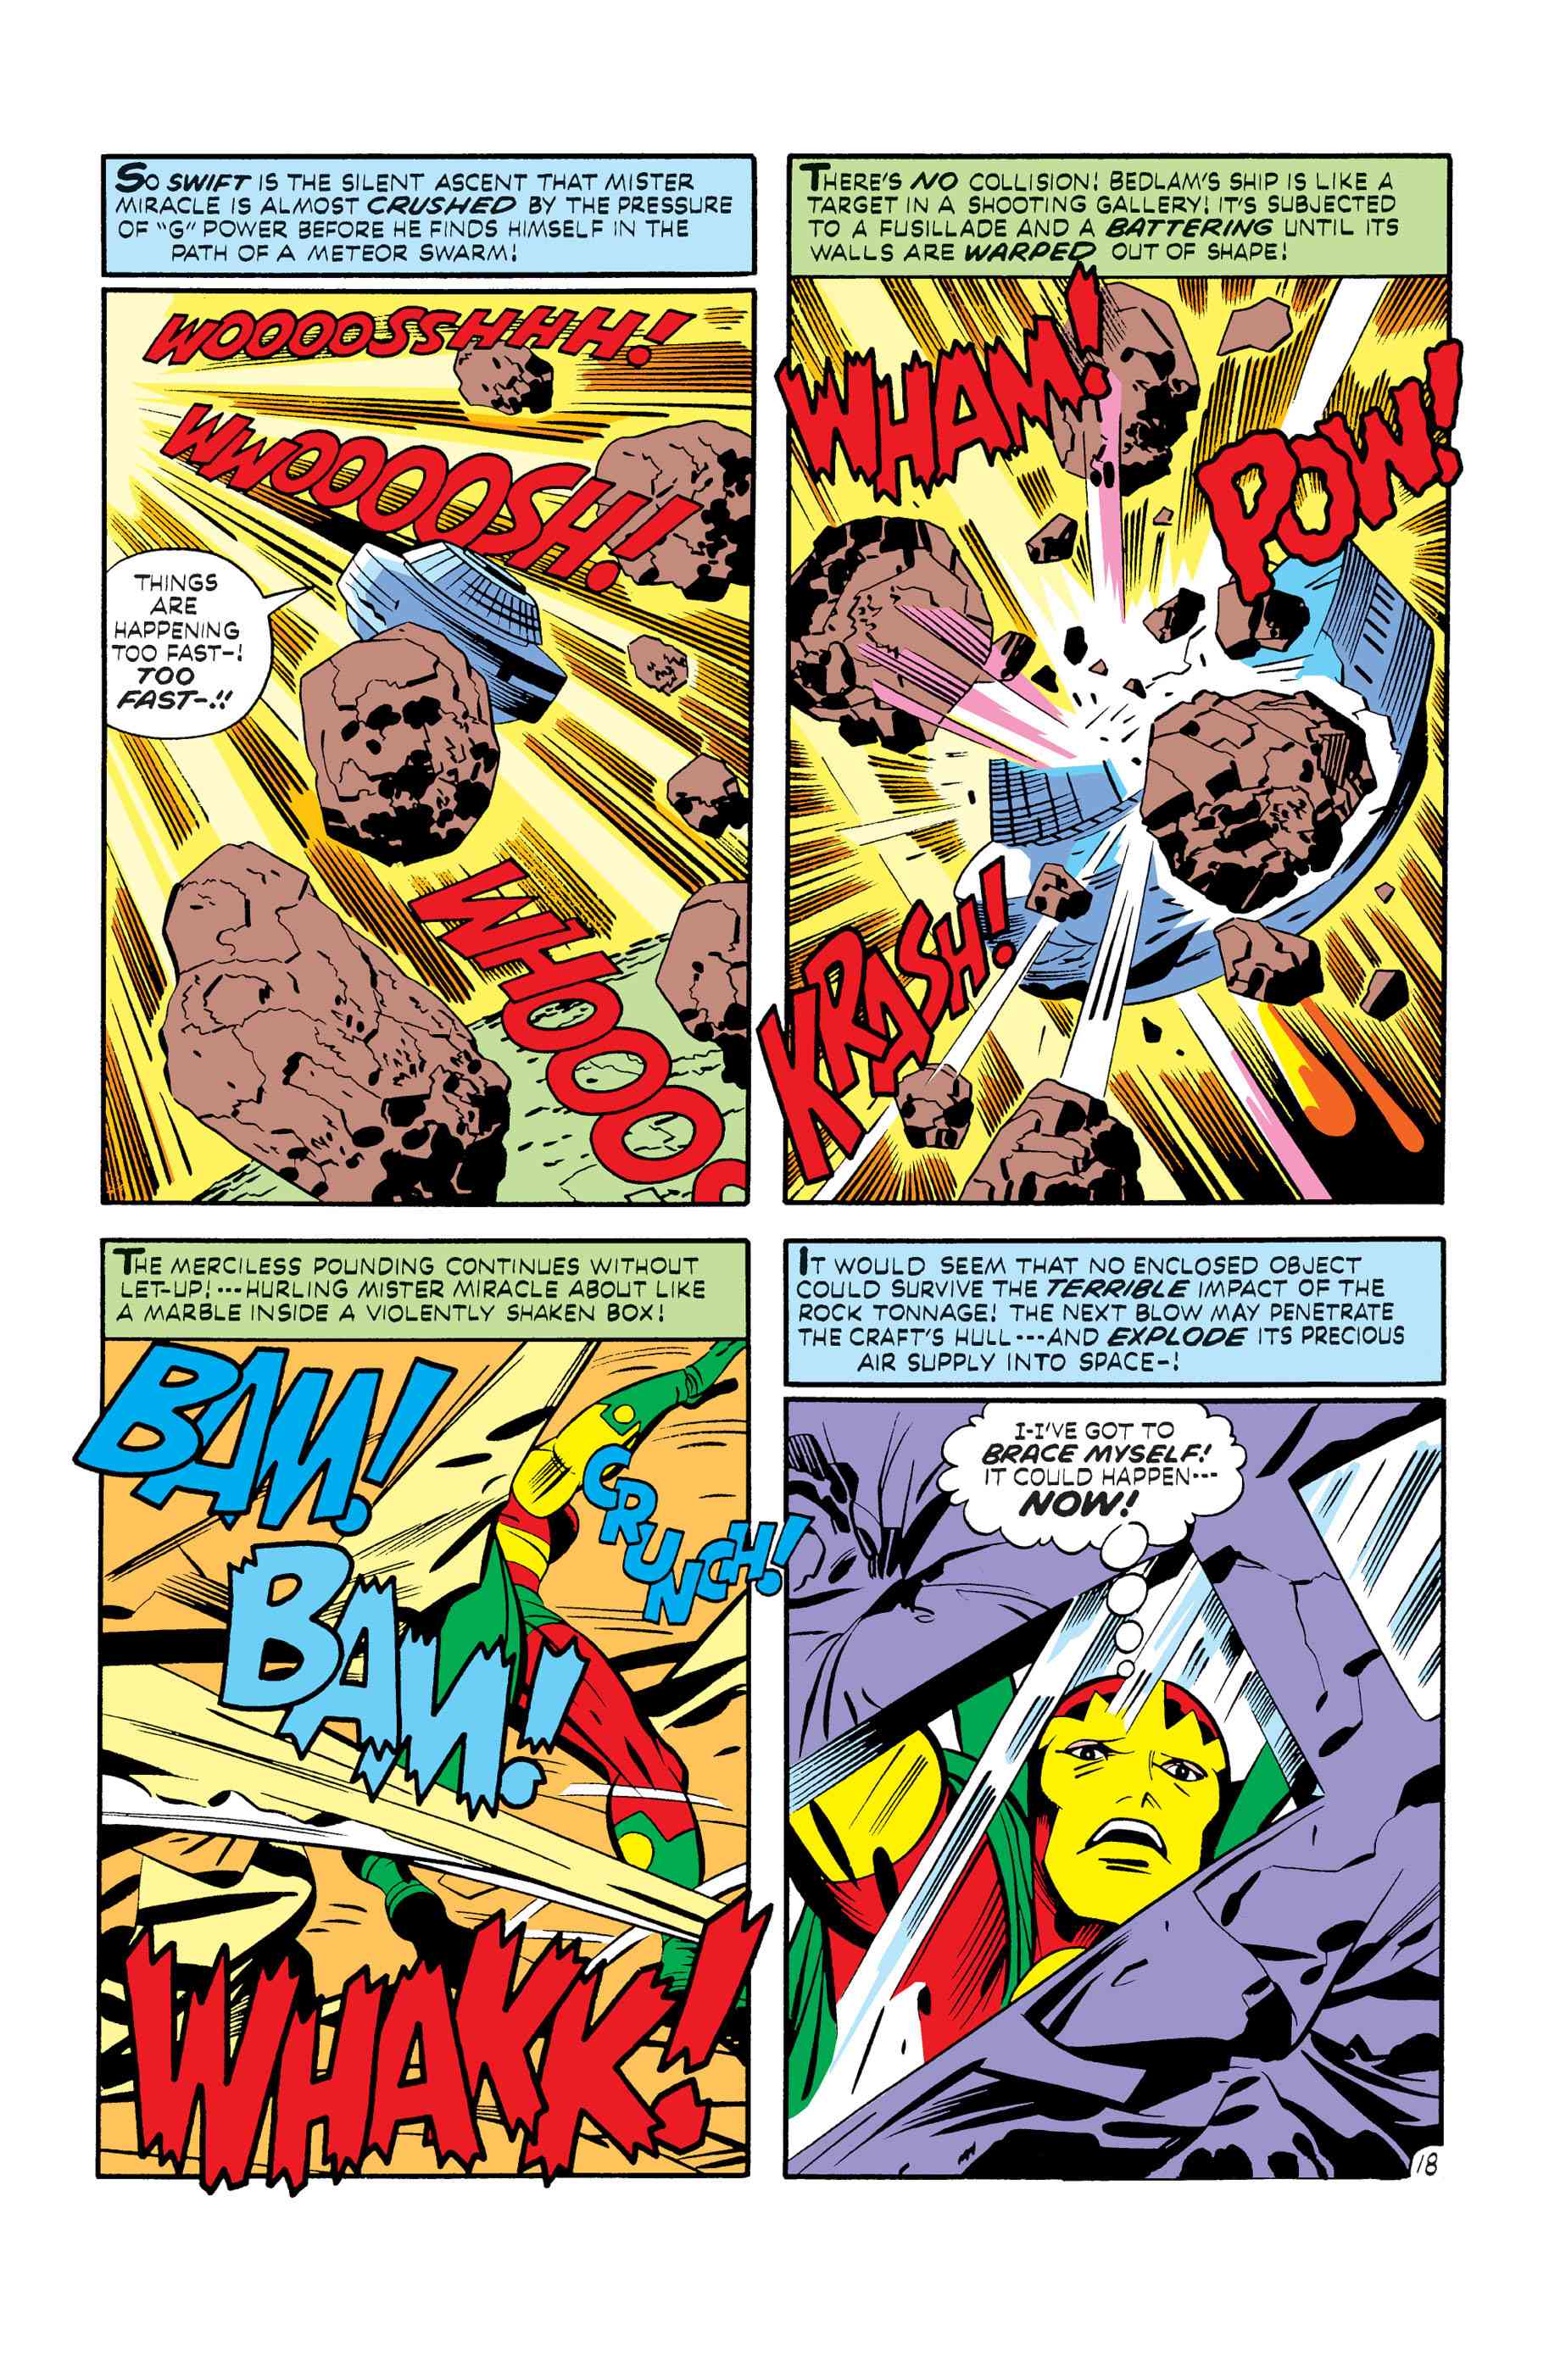 So SWIFT IS THE SILENT ASCENT THAT MISTER
MIRACLE IS ALMOST CRUSHED BY THE PRESSURE
OF "G" POWER BEFORE HE FINDS HIMSELF IN THE
PATH OF A METEOR SWARM!
WOOOOSSHHH!
WWOOOOOSH!
THINGS
ARE
HAPPENING
TOO FAST-!
TOO
FAST-!!
WHOOOO
THERE'S NO COLLISION! BEDLAM'S SHIP IS LIKE A
TARGET IN A SHOOTING GALLERY! IT'S SUBJECTED
TO A FUSILLADE AND A BATTERING UNTIL ITS
WALLS ARE WARPED OUT OF SHAPE!
WHAM!
POW!
KRASH!
THE MERCILESS POUNDING CONTINUES WITHOUT
LET-UP!---HURLING MISTER MIRACLE ABOUT LIKE
A MARBLE INSIDE A VIOLENTLY SHAKEN BOX!
BAM!
CRUNCH!
BAM!
WHAKK!
IT WOULD SEEM THAT NO ENCLOSED OBJECT
COULD SURVIVE THE TERRIBLE IMPACT OF THE
ROCK TONNAGE! THE NEXT BLOW MAY PENETRATE
THE CRAFT'S HULL---AND EXPLODE ITS PRECIOUS
AIR SUPPLY INTO SPACE-!
I-I'VE GOT TO
BRACE MYSELF!
IT COULD HAPPEN---
NOW!
18